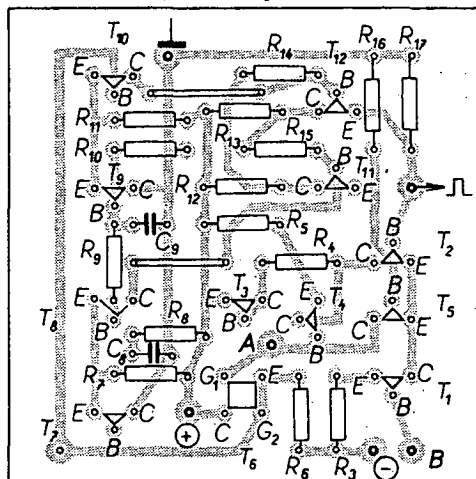 T10 R14 T12 R16 R17
E C B
B C E
R11 R13 R15
R10 T9 B T11
E C R12 C E
B R5
R9 C9 R4 B T2
C E
E C T3 E T4 B T5
B C B C E
T8 R8 A
C8
R7 G1 E E C T1
E C B
T7 B + C G2 − B
T6 R6 R3